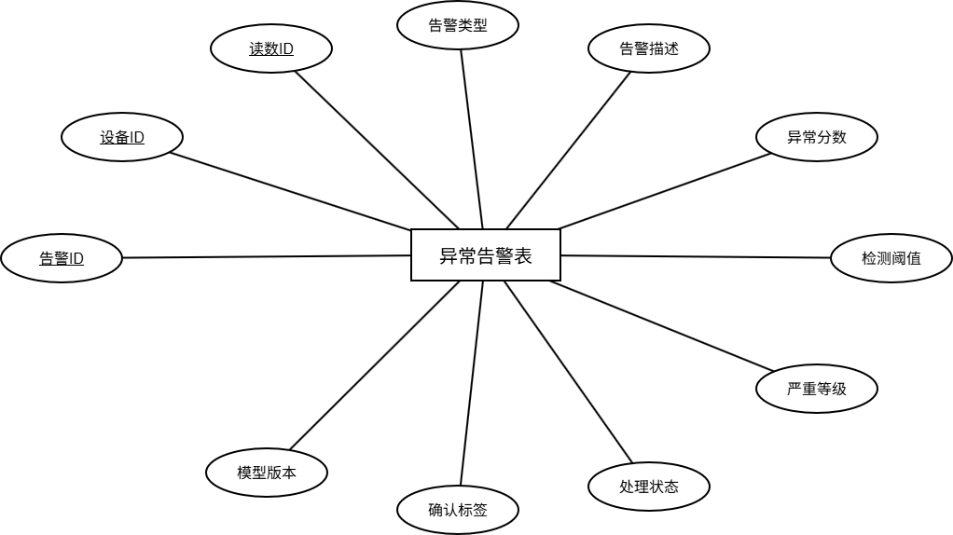 告警类型
读数ID
告警描述
设备ID
异常分数
告警ID
异常告警表
检测阈值
严重等级
模型版本
处理状态
确认标签